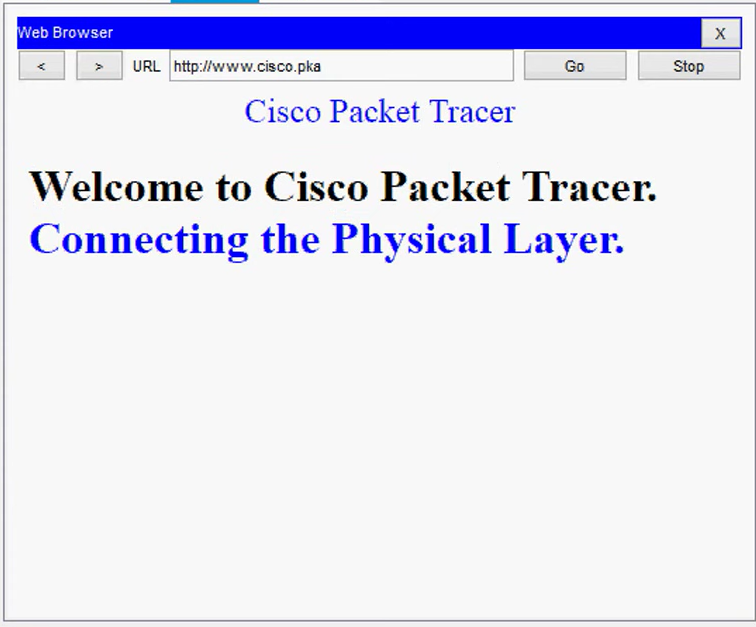 Web Browser X
< > URL http://www.cisco.pka Go Stop
Cisco Packet Tracer
Welcome to Cisco Packet Tracer.
Connecting the Physical Layer.